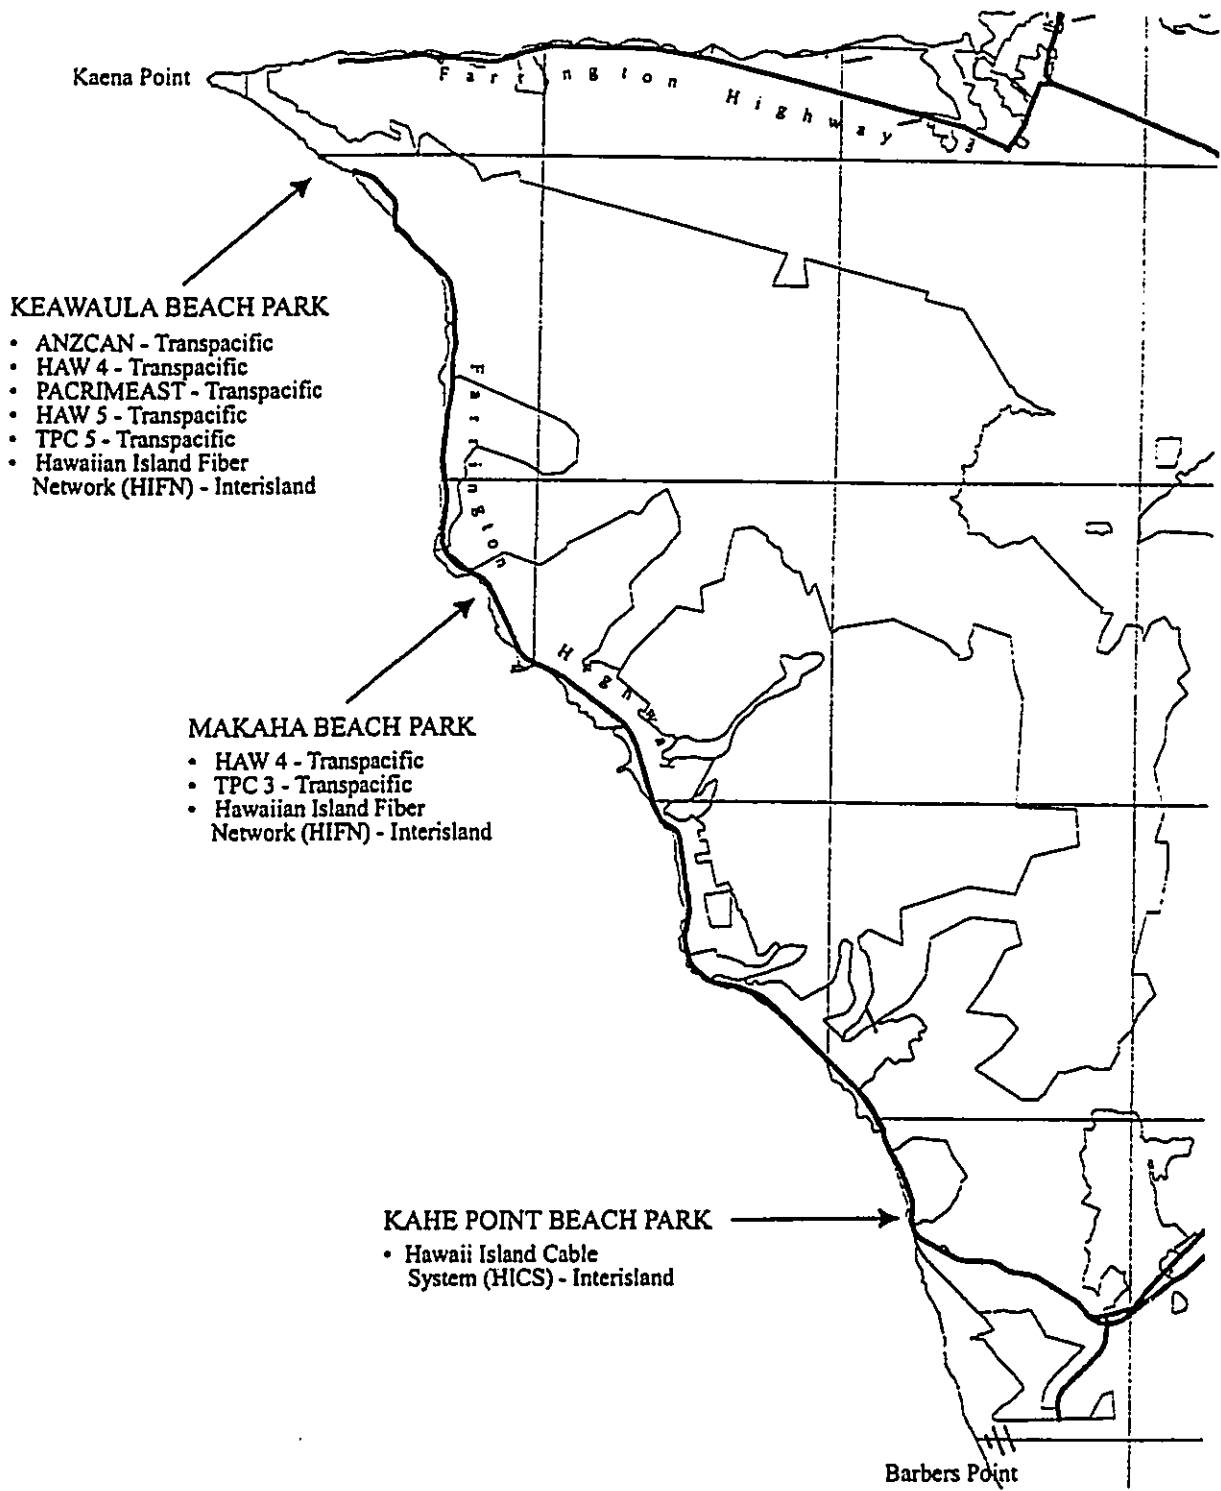 Kaena Point
Farrington Highway
KEAWAULA BEACH PARK
• ANZCAN - Transpacific
• HAW 4 - Transpacific
• PACRIMEAST - Transpacific
• HAW 5 - Transpacific
• TPC 5 - Transpacific
• Hawaiian Island Fiber
Network (HIFN) - Interisland
Farrington Highway
MAKAHA BEACH PARK
• HAW 4 - Transpacific
• TPC 3 - Transpacific
• Hawaiian Island Fiber
Network (HIFN) - Interisland
KAHE POINT BEACH PARK
• Hawaii Island Cable
System (HICS) - Interisland
Barbers Point